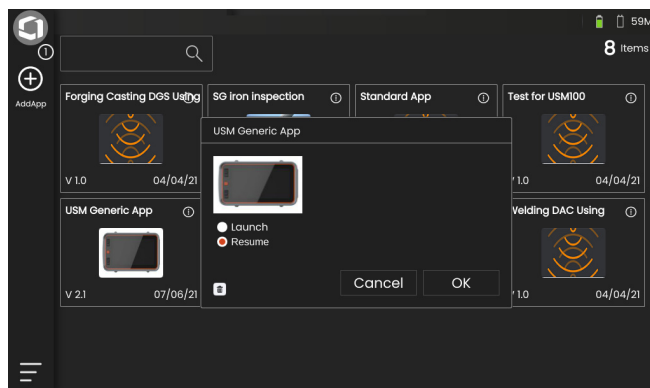 59M
1
8 Items
AddApp
Forging Casting DGS Using
SG iron inspection
Standard App
Test for USM100
USM Generic App
V 1.0 04/04/21
1.0 04/04/21
USM Generic App
Launch
Resume
Welding DAC Using
Cancel
OK
V 2.1 07/06/21
1.0 04/04/21